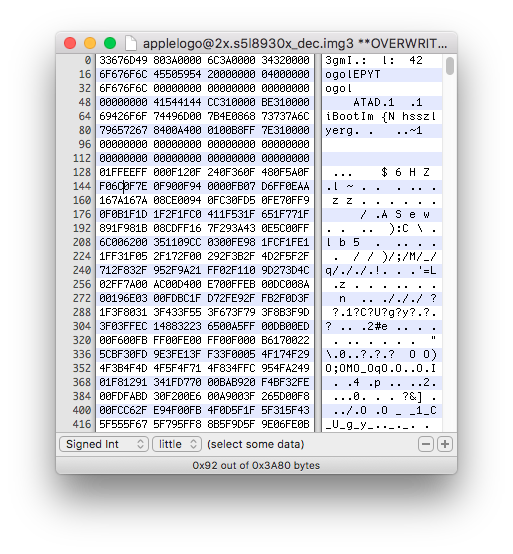 applelogo@2x.s5l8930x_dec.img3 **OVERWRIT...
0 33676D49 803A0000 6C3A0000 34320000 3gmI.: l: 42
16 6F676F6C 45505954 20000000 04000000 ogolEPYT
32 6F676F6C 00000000 00000000 00000000 ogol
48 00000000 41544144 CC310000 BE310000 ATAD.1 .1
64 69426F6F 74496D00 7B4E0868 73737A6C iBootIm {N hsszl
80 79657267 8400A400 0100B8FF 7E310000 yerg. . ..~1
96 00000000 00000000 00000000 00000000
112 00000000 00000000 00000000 00000000
128 01FFEEFF 000F120F 240F360F 480F5A0F ... $ 6 H Z
144 F06C0F7E 0F900F94 0000FB07 D6FF0EAA .l ~ . . . ... .
160 167A167A 08CE0094 0FC30FD5 0FE70FF9 z z . . . . . .
176 0F0B1F1D 1F2F1FC0 411F531F 651F771F / .A S e w
192 891F981B 08CDFF16 7F293A43 0E5C00FF . . .. ):C \ .
208 6C006200 351109CC 0300FE98 1FCF1FE1 l b5 . .. . .
224 1FF31F05 2F172F00 292F3B2F 4D2F5F2F . / / )/;/M/_/
240 712F832F 952F9A21 FF02F110 9D273D4C q/././.!. . .'=L
256 02FF7A00 AC00D400 E700FFEB 00DC008A .z . . . .. . .
272 00196E03 00FDBC1F D72FE92F FB2F0D3F n .. ./././ ?
288 1F3F8031 3F433F55 3F673F79 3F8B3F9D ?.1?C?U?g?y?.?.
304 3F03FFEC 14883223 6500A5FF 00DB00ED ? .. .2#e .. . .
320 00F600FB FF00FE00 FF00F000 B6170022 . .. . . . . "
336 5CBF30FD 9E3FE13F F33F0005 4F174F29 \.0..?.?.? O O)
352 4F3B4F4D 4F5F4F71 4F834FFC 954FA249 O;OMO_OqO.O..O.I
368 01F81291 341FD770 00BAB920 F4BF32FE . .4 .p .. ..2.
384 00FDFABD 30F200E6 00A9003F 265D00F8 ...0. . . ?&] .
400 00FCC62F E94F00FB 4F0D5F1F 5F315F43 ../.O .O _ _1_C
416 5F555F67 5F795FF8 8B5F9D5F 9E06FE0B _U_g_y_.._._. .
Signed Int little (select some data)
0x92 out of 0x3A80 bytes